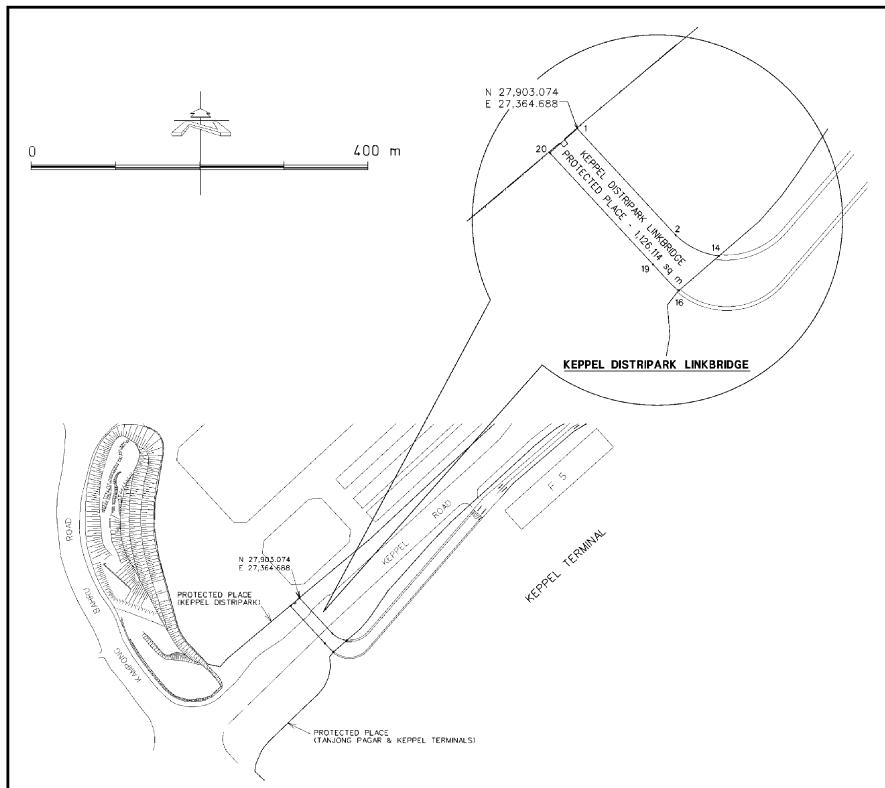 N 27,903.074
E 27,364.688
0
400 m
1
20
KEPPEL DISTRIPARK LINKBRIDGE
PROTECTED PLACE - 1,126.114 sq m
2
14
19
16
KEPPEL DISTRIPARK LINKBRIDGE
F 5
KEPPEL ROAD
KEPPEL TERMINAL
N 27,903.074
E 27,364.688
PROTECTED PLACE
(KEPPEL DISTRIPARK)
KAMPONG BAHRU ROAD
PROTECTED PLACE
(TANJONG PAGAR & KEPPEL TERMINALS)